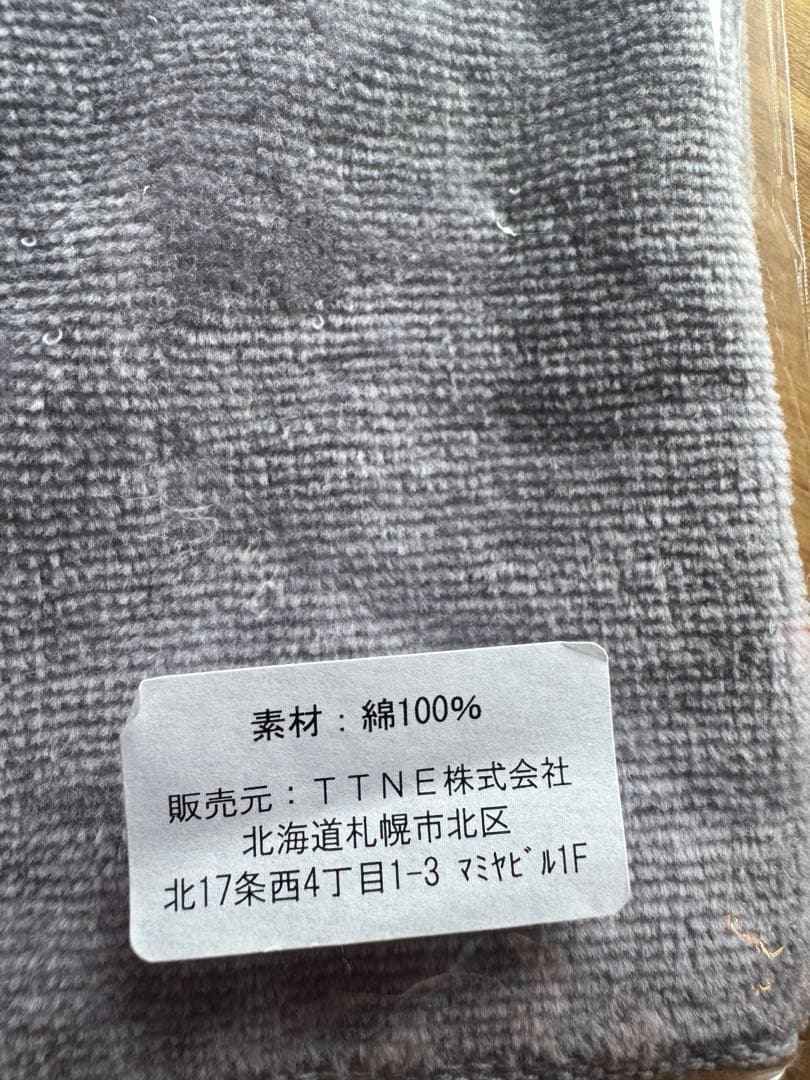 素材：綿100%
販売元：ＴＴＮＥ株式会社
北海道札幌市北区
北17条西4丁目1-3 ﾏﾐﾔﾋﾞﾙ1F